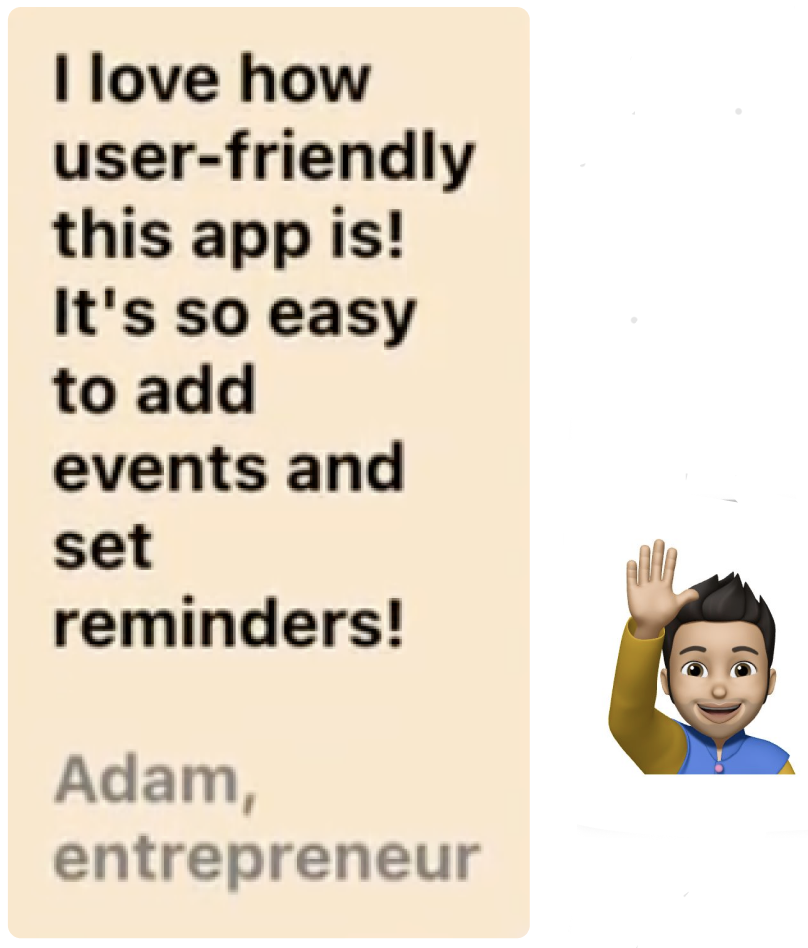 I love how
user-friendly
this app is!
It's so easy
to add
events and
set
reminders!
Adam,
entrepreneur